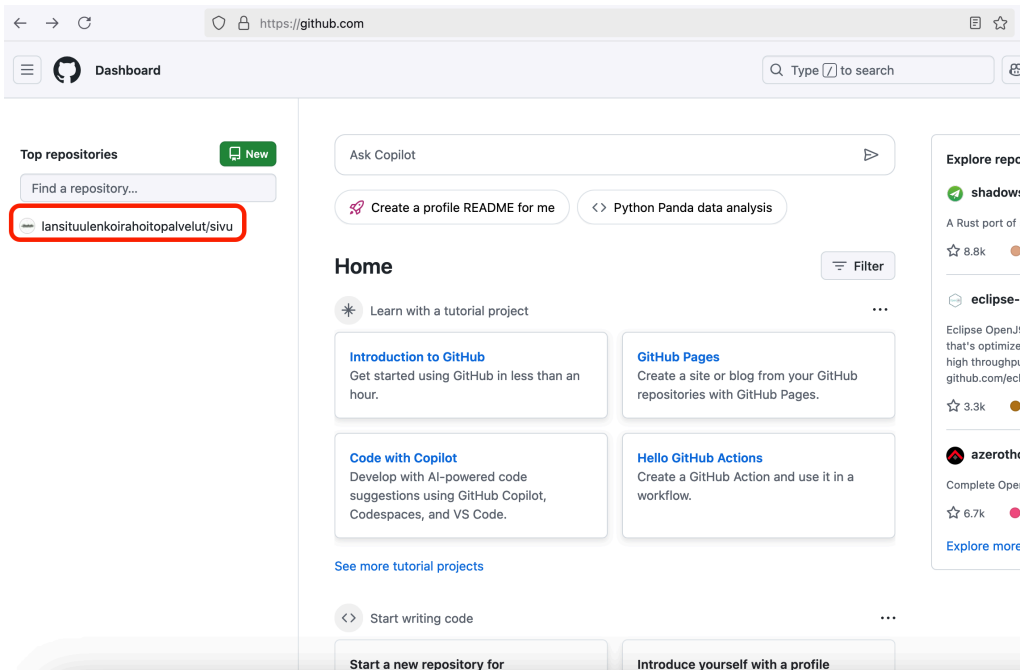 https://github.com
Dashboard
Type / to search
Top repositories
New
Find a repository...
lansituulenkoirahoitopalvelut/sivu
Ask Copilot
Create a profile README for me
Python Panda data analysis
Home
Filter
Learn with a tutorial project
Introduction to GitHub
Get started using GitHub in less than an
hour.
GitHub Pages
Create a site or blog from your GitHub
repositories with GitHub Pages.
Code with Copilot
Develop with AI-powered code
suggestions using GitHub Copilot,
Codespaces, and VS Code.
Hello GitHub Actions
Create a GitHub Action and use it in a
workflow.
See more tutorial projects
Start writing code
Start a new repository for
Introduce yourself with a profile
Explore repo
shadows
A Rust port of
8.8k
eclipse-
Eclipse OpenJ9
that's optimize
high throughpu
github.com/ecl
3.3k
azerotho
Complete Open
6.7k
Explore more